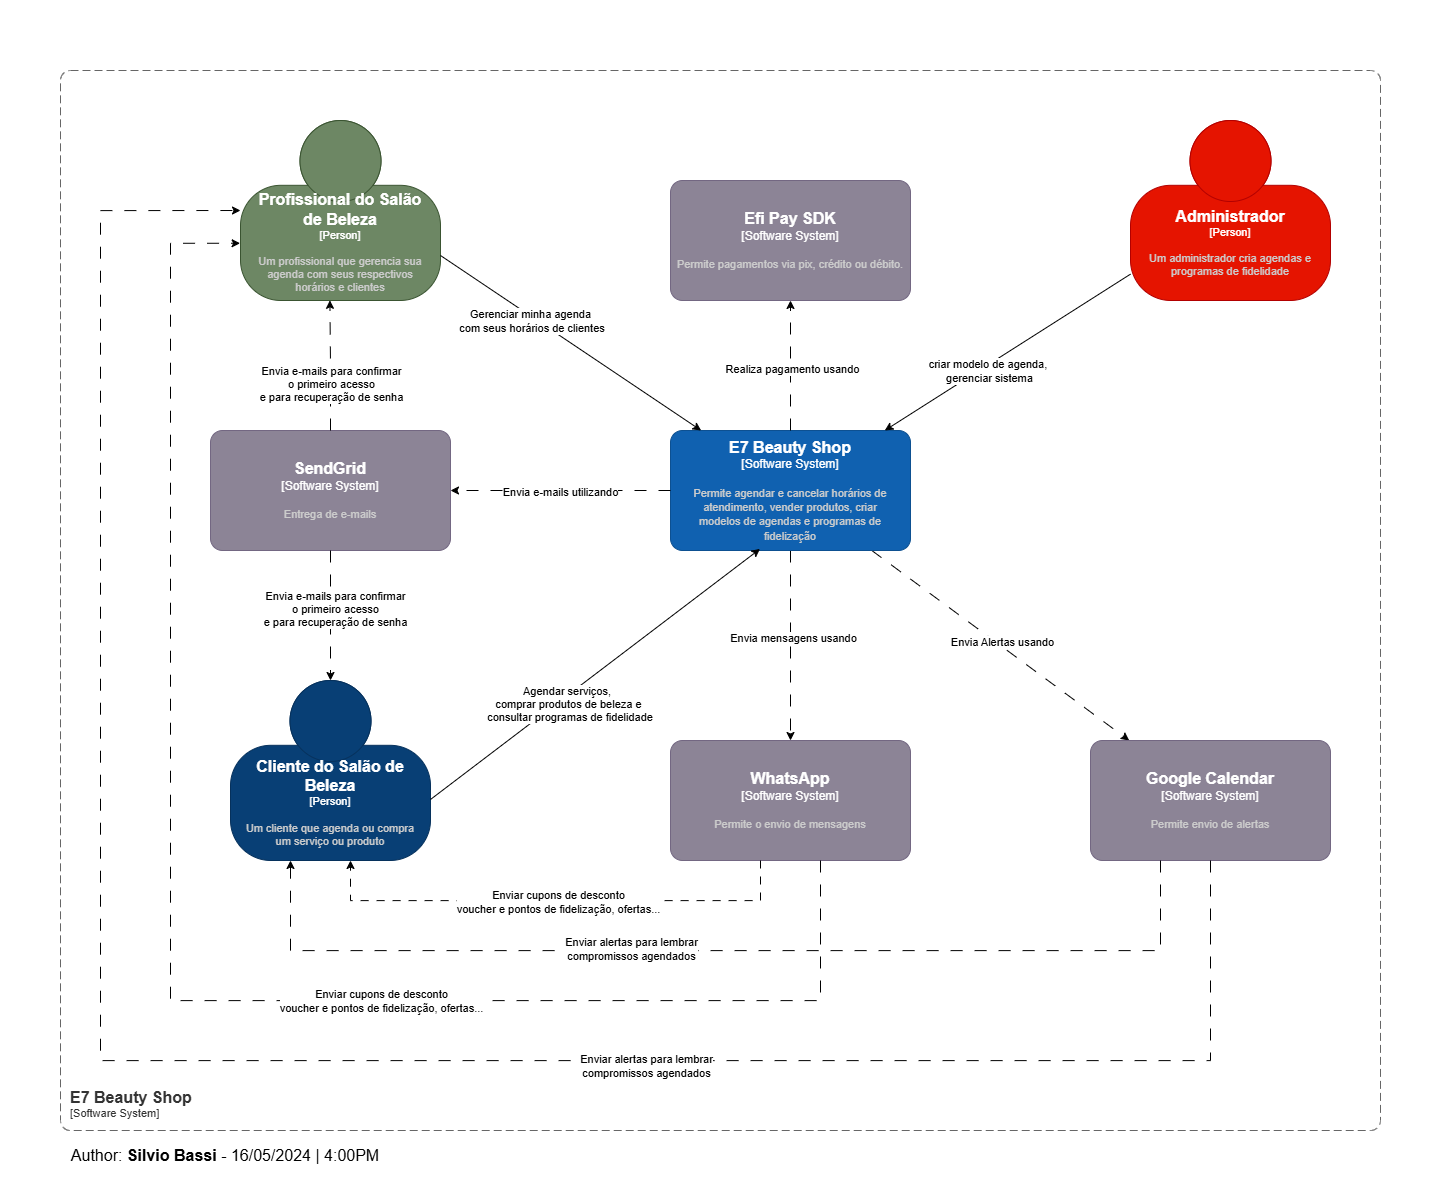 Profissional do Salão
de Beleza
[Person]
Um profissional que gerencia sua
agenda com seus respectivos
horários e clientes
Efi Pay SDK
[Software System]
Permite pagamentos via pix, crédito ou débito.
Administrador
[Person]
Um administrador cria agendas e
programas de fidelidade
Gerenciar minha agenda
com seus horários de clientes
Envia e-mails para confirmar
o primeiro acesso
e para recuperação de senha
Realiza pagamento usando
criar modelo de agenda,
gerenciar sistema
SendGrid
[Software System]
Entrega de e-mails
Envia e-mails utilizando
E7 Beauty Shop
[Software System]
Permite agendar e cancelar horários de
atendimento, vender produtos, criar
modelos de agendas e programas de
fidelização
Envia e-mails para confirmar
o primeiro acesso
e para recuperação de senha
Envia mensagens usando
Envia Alertas usando
Agendar serviços,
comprar produtos de beleza e
consultar programas de fidelidade
Cliente do Salão de
Beleza
[Person]
Um cliente que agenda ou compra
um serviço ou produto
WhatsApp
[Software System]
Permite o envio de mensagens
Google Calendar
[Software System]
Permite envio de alertas
Enviar cupons de desconto
voucher e pontos de fidelização, ofertas...
Enviar alertas para lembrar
compromissos agendados
Enviar cupons de desconto
voucher e pontos de fidelização, ofertas...
Enviar alertas para lembrar
compromissos agendados
E7 Beauty Shop
[Software System]
Author: Silvio Bassi - 16/05/2024 | 4:00PM